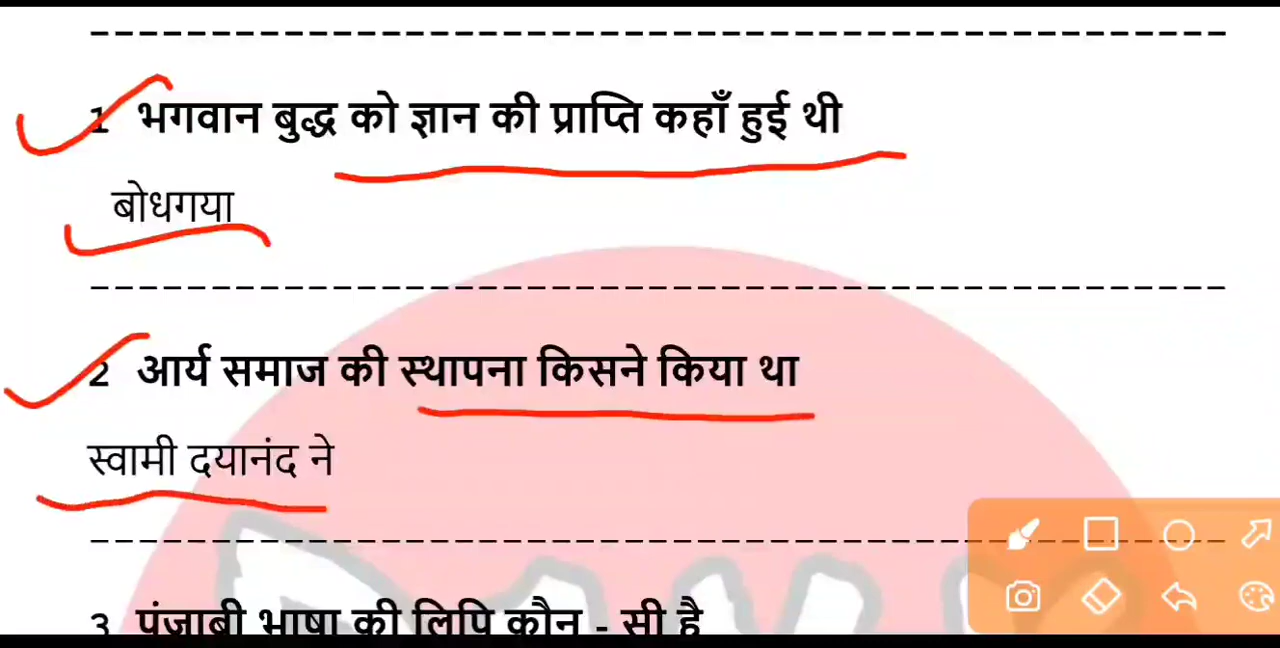 1 भगवान बुद्ध को ज्ञान की प्राप्ति कहाँ हुई थी
बोधगया
2 आर्य समाज की स्थापना किसने किया था
स्वामी दयानंद ने
3 पंजाबी भाषा की लिपि कौन - सी है